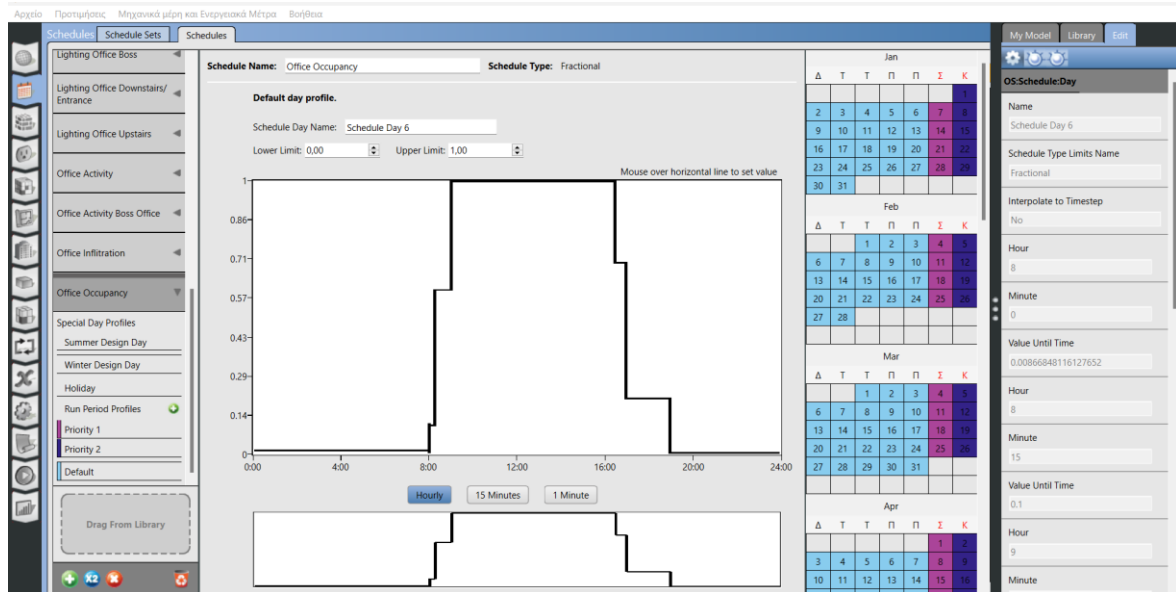 Αρχείο Προτιμήσεις Μηχανικά μέρη και Ενεργειακά Μέτρα Βοήθεια
Schedules Schedule Sets Schedules
Lighting Office Boss
Lighting Office Downstairs/
Entrance
Lighting Office Upstairs
Office Activity
Office Activity Boss Office
Office Inflitration
Office Occupancy
Special Day Profiles
Summer Design Day
Winter Design Day
Holiday
Run Period Profiles
Priority 1
Priority 2
Default
Drag From Library
X2
Schedule Name: Office Occupancy Schedule Type: Fractional
Default day profile.
Schedule Day Name: Schedule Day 6
Lower Limit: 0,00 Upper Limit: 1,00
Mouse over horizontal line to set value
1
0.86
0.71
0.57
0.43
0.29
0.14
0
0:00 4:00 8:00 12:00 16:00 20:00 24:00
Hourly 15 Minutes 1 Minute
Jan
Δ Τ Τ Π Π Σ Κ
1
2 3 4 5 6 7 8
9 10 11 12 13 14 15
16 17 18 19 20 21 22
23 24 25 26 27 28 29
30 31
Feb
Δ Τ Τ Π Π Σ Κ
1 2 3 4 5
6 7 8 9 10 11 12
13 14 15 16 17 18 19
20 21 22 23 24 25 26
27 28
Mar
Δ Τ Τ Π Π Σ Κ
1 2 3 4 5
6 7 8 9 10 11 12
13 14 15 16 17 18 19
20 21 22 23 24 25 26
27 28 29 30 31
Apr
Δ Τ Τ Π Π Σ Κ
1 2
3 4 5 6 7 8 9
10 11 12 13 14 15 16
My Model Library Edit
OS:Schedule:Day
Name
Schedule Day 6
Schedule Type Limits Name
Fractional
Interpolate to Timestep
No
Hour
8
Minute
0
Value Until Time
0.00866848116127652
Hour
8
Minute
15
Value Until Time
0.1
Hour
9
Minute